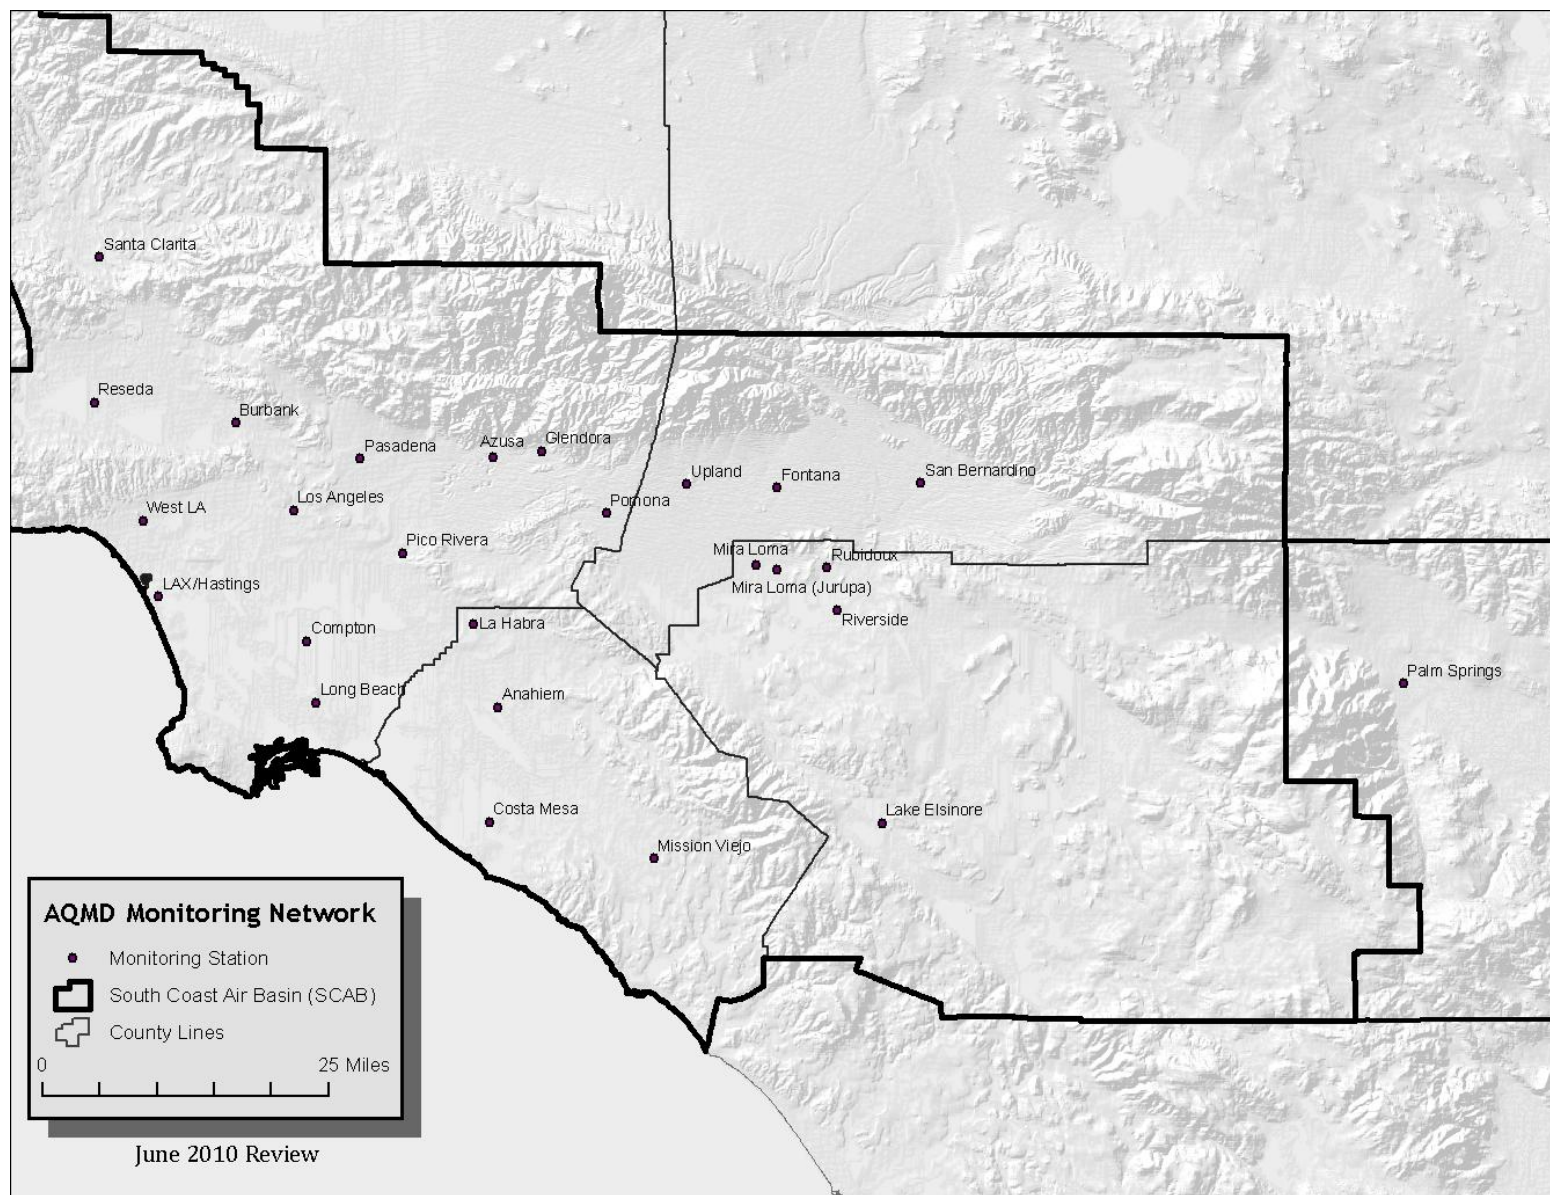 Santa Clarita
Reseda
Burbank
Pasadena
Azusa
Glendora
Upland
Fontana
San Bernardino
West LA
Los Angeles
Pomona
Pico Rivera
Mira Loma
Rubidoux
LAX/Hastings
Mira Loma (Jurupa)
Compton
La Habra
Riverside
Long Beach
Anahiem
Palm Springs
Costa Mesa
Lake Elsinore
Mission Viejo
AQMD Monitoring Network
Monitoring Station
South Coast Air Basin (SCAB)
County Lines
0 25 Miles
June 2010 Review